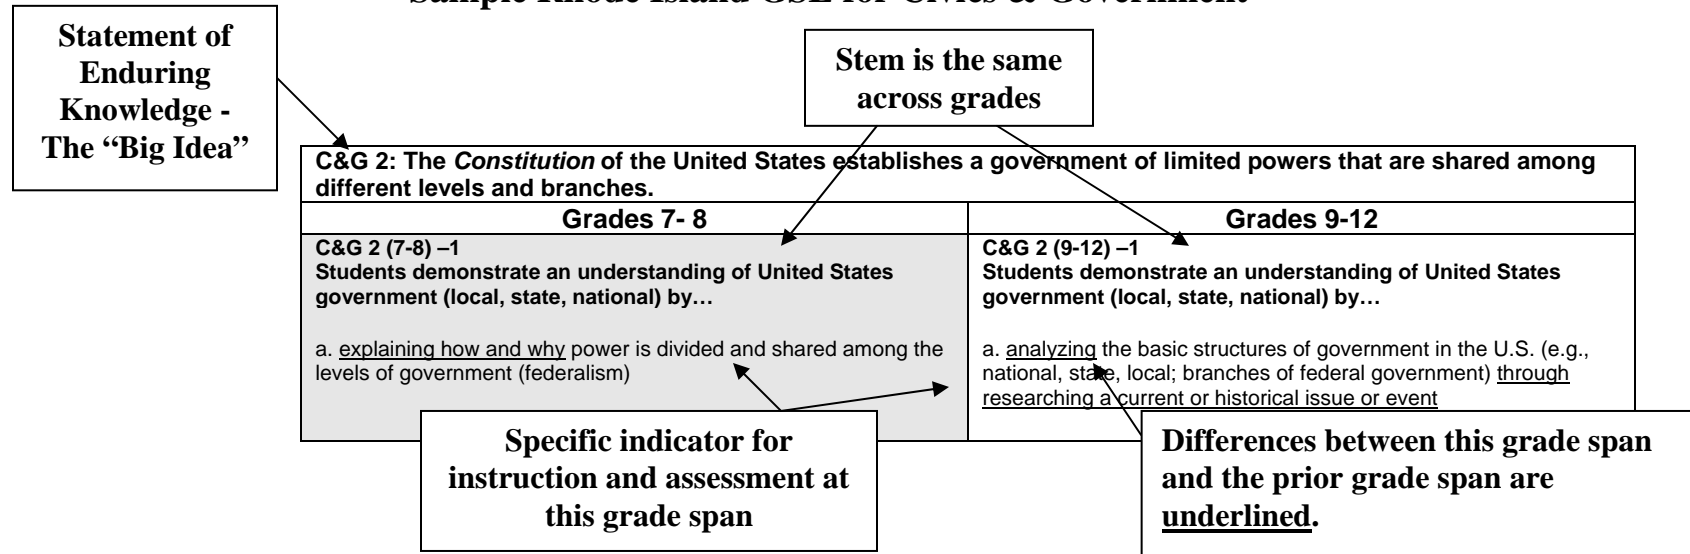 Sample Rhode Island GSE for Civics & Government
Statement of
Enduring
Knowledge -
The “Big Idea”
Stem is the same
across grades
C&G 2: The Constitution of the United States establishes a government of limited powers that are shared among
different levels and branches.
Grades 7- 8
Grades 9-12
C&G 2 (7-8) –1
Students demonstrate an understanding of United States
government (local, state, national) by…
a. explaining how and why power is divided and shared among the
levels of government (federalism)
C&G 2 (9-12) –1
Students demonstrate an understanding of United States
government (local, state, national) by…
a. analyzing the basic structures of government in the U.S. (e.g.,
national, state, local; branches of federal government) through
researching a current or historical issue or event
Specific indicator for
instruction and assessment at
this grade span
Differences between this grade span
and the prior grade span are
underlined.